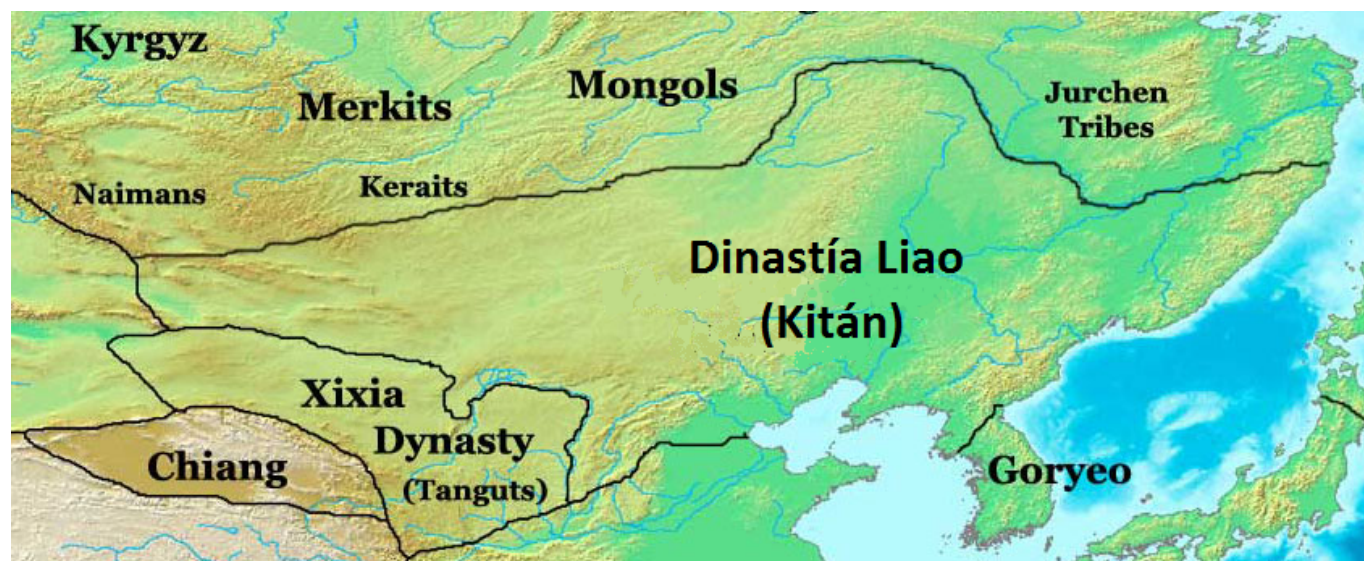 Kyrgyz
Merkits
Mongols
Jurchen
Tribes
Naimans
Keraits
Dinastía Liao
(Kitán)
Xixia
Dynasty
(Tanguts)
Chiang
Goryeo